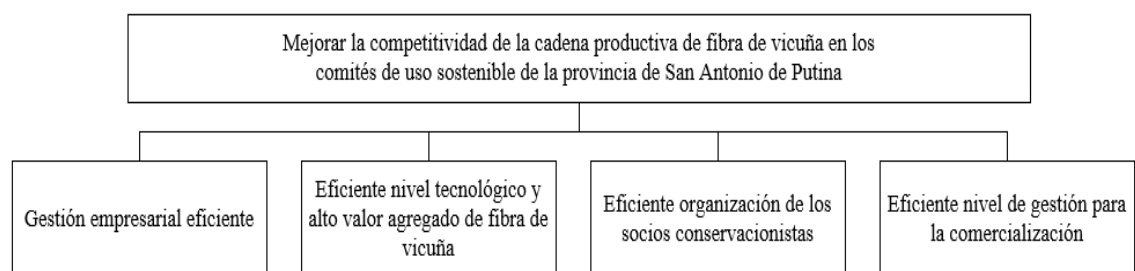 Mejorar la competitividad de la cadena productiva de fibra de vicuña en los
comités de uso sostenible de la provincia de San Antonio de Putina
Gestión empresarial eficiente
Eficiente nivel tecnológico y
alto valor agregado de fibra de
vicuña
Eficiente organización de los
socios conservacionistas
Eficiente nivel de gestión para
la comercialización